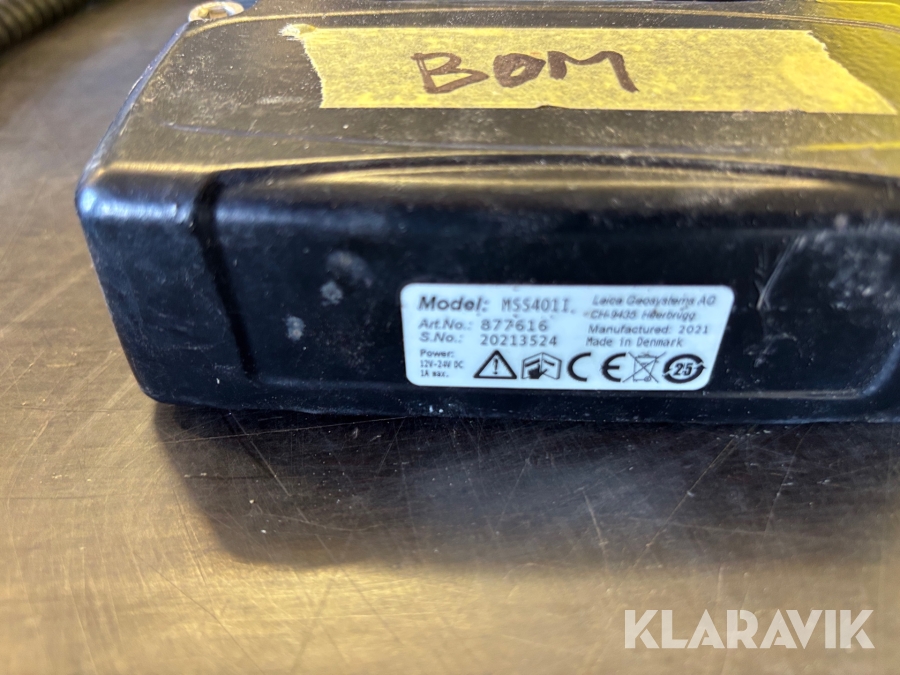 BOM
Model: MSS401I
Leica Geosystems AG
CH-9435 Heerbrugg
Art.No.: 877616
Manufactured: 2021
S.No.: 20213524
Made in Denmark
Power:
12V-24V DC
1A max.
CE
25
KLARAVIK